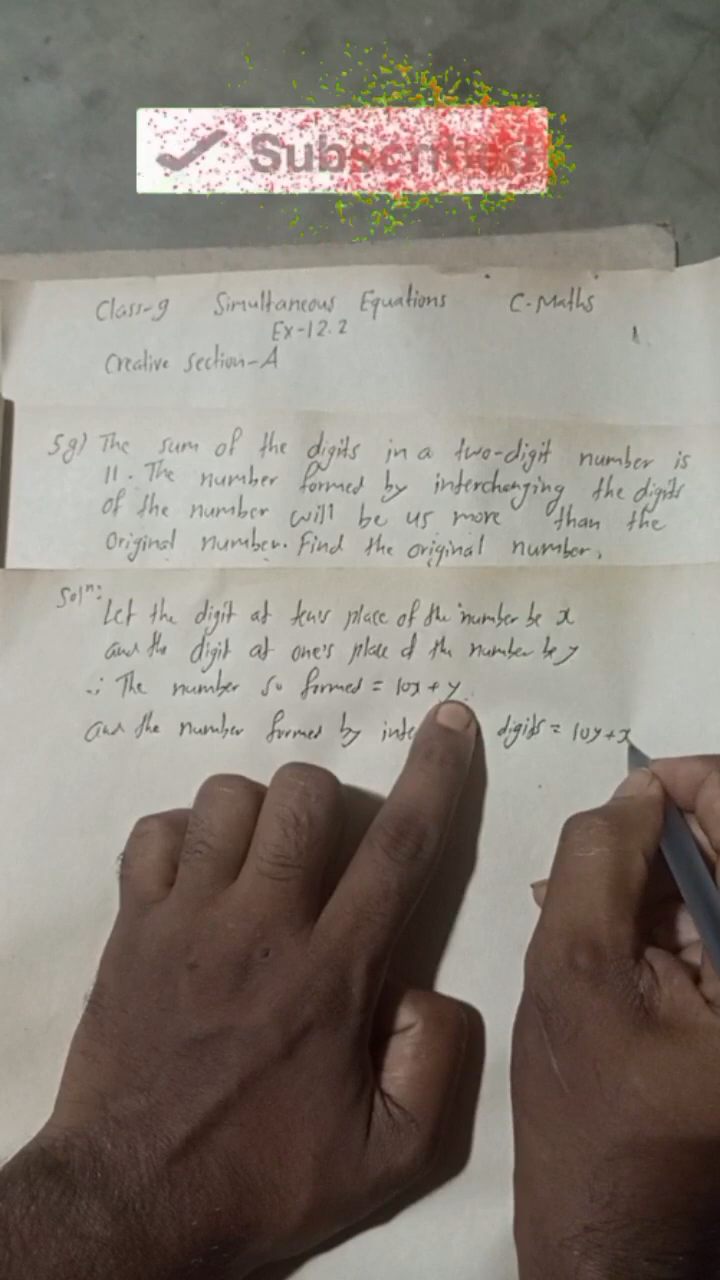 Subscribed
Class-9 Simultaneous Equations C-Maths
Ex-12.2
Creative section-A
5g) The sum of the digits in a two-digit number is
11. The number formed by interchanging the digits
of the number will be us more than the
original number. Find the original number.
Solⁿ:
Let the digit at ten's place of the number be x
and the digit at one's place of the number be y
∴ The number so formed = 10x + y
and the number formed by inte digits = 10y+x